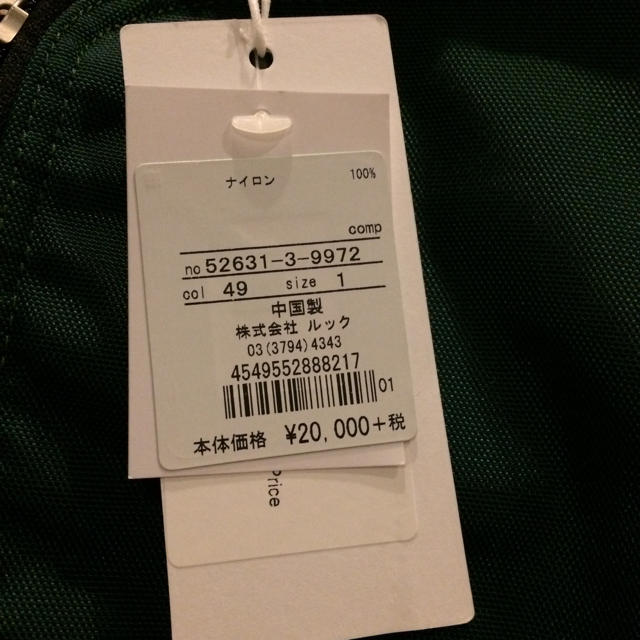 ナイロン 100%
comp
no 52631-3-9972
col 49 size 1
中国製
株式会社 ルック
03(3794)4343
4549552888217
01
本体価格 ¥20,000+税
Price